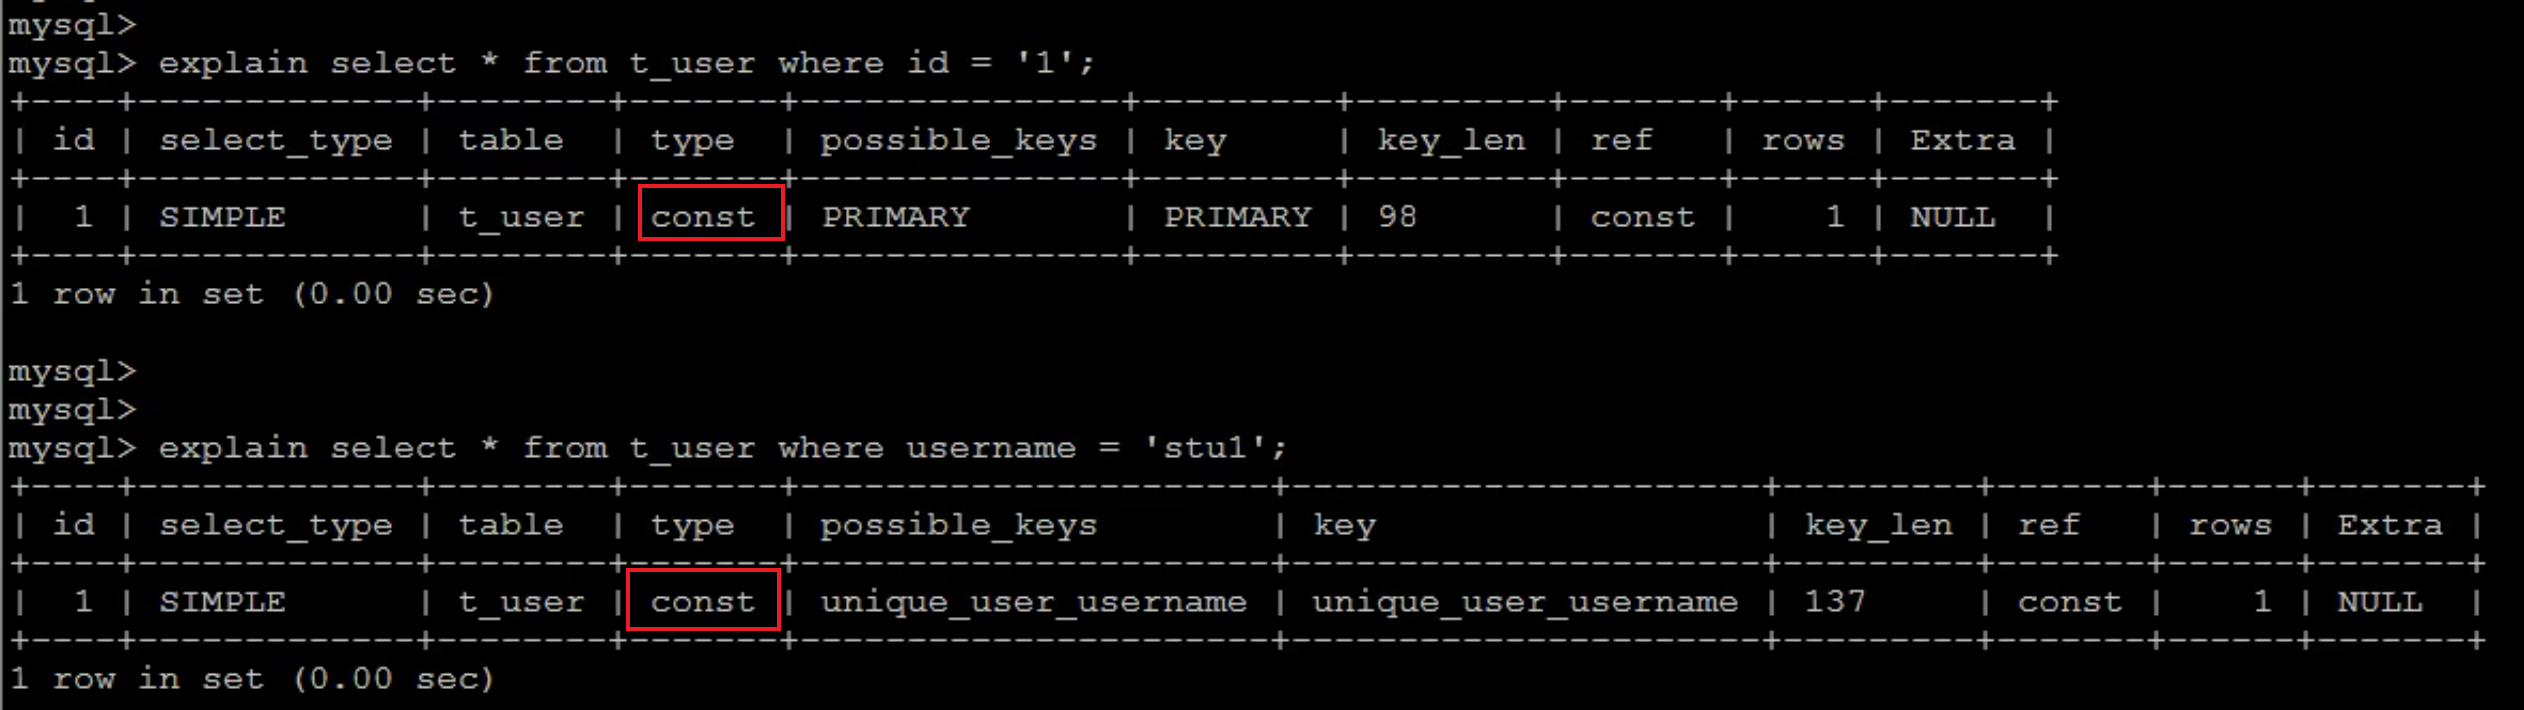 mysql>
mysql> explain select * from t_user where id = '1';
+----+-------------+--------+-------+---------------+---------+---------+-------+------+-------+
| id | select_type | table  | type  | possible_keys | key     | key_len | ref   | rows | Extra |
+----+-------------+--------+-------+---------------+---------+---------+-------+------+-------+
|  1 | SIMPLE      | t_user | const | PRIMARY       | PRIMARY | 98      | const |    1 | NULL  |
+----+-------------+--------+-------+---------------+---------+---------+-------+------+-------+
1 row in set (0.00 sec)
mysql>
mysql>
mysql> explain select * from t_user where username = 'stu1';
+----+-------------+--------+-------+----------------------+----------------------+---------+-------+------+-------+
| id | select_type | table  | type  | possible_keys        | key                  | key_len | ref   | rows | Extra |
+----+-------------+--------+-------+----------------------+----------------------+---------+-------+------+-------+
|  1 | SIMPLE      | t_user | const | unique_user_username | unique_user_username | 137     | const |    1 | NULL  |
+----+-------------+--------+-------+----------------------+----------------------+---------+-------+------+-------+
1 row in set (0.00 sec)